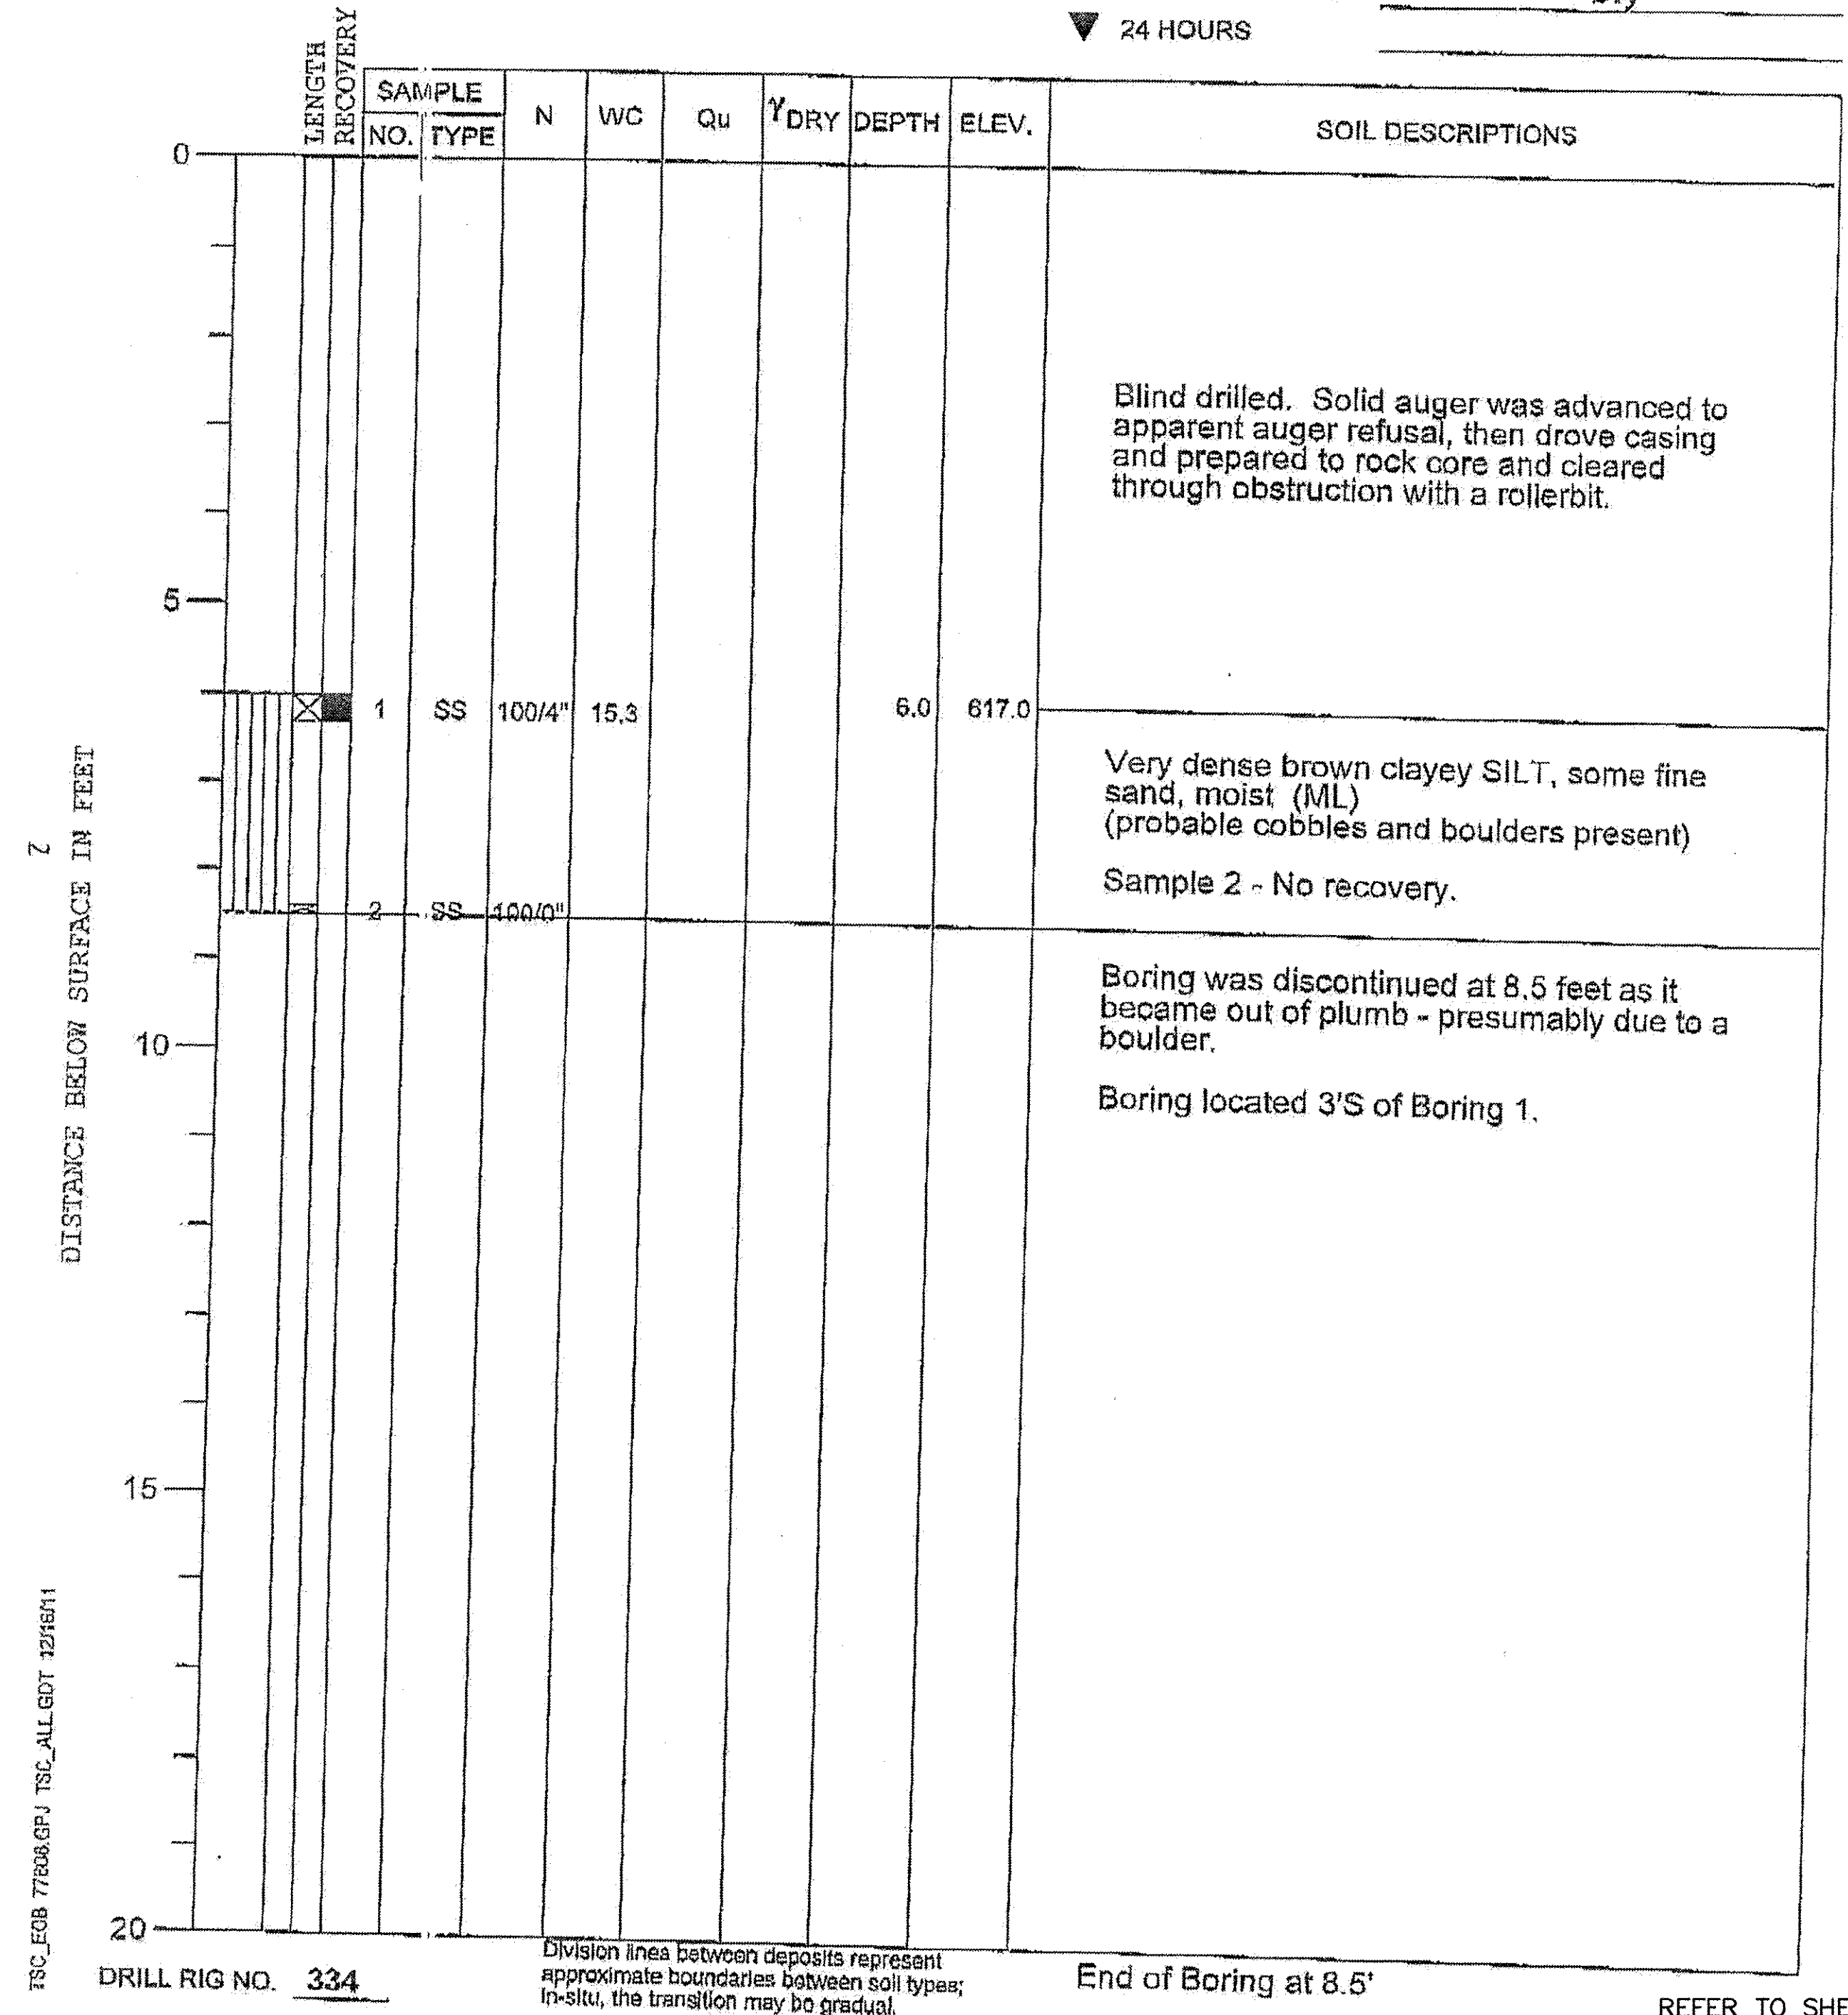 24 HOURS
LENGTH
RECOVERY
SAMPLE
NO. TYPE N WC Qu γDRY DEPTH ELEV. SOIL DESCRIPTIONS
0
Blind drilled. Solid auger was advanced to
apparent auger refusal, then drove casing
and prepared to rock core and cleared
through obstruction with a rollerbit.
5
1 SS 100/4" 15.3 6.0 617.0
Very dense brown clayey SILT, some fine
sand, moist (ML)
(probable cobbles and boulders present)
Sample 2 - No recovery.
2 SS 100/0"
Boring was discontinued at 8.5 feet as it
became out of plumb - presumably due to a
boulder.
10
Boring located 3'S of Boring 1.
DISTANCE BELOW SURFACE IN FEET
15
20
TSC_EOB 77808.GPJ TSC_ALL.GDT 12/16/11
DRILL RIG NO. 334
Division lines between deposits represent
approximate boundaries between soil types;
in-situ, the transition may be gradual.
End of Boring at 8.5'
REFER TO SHE